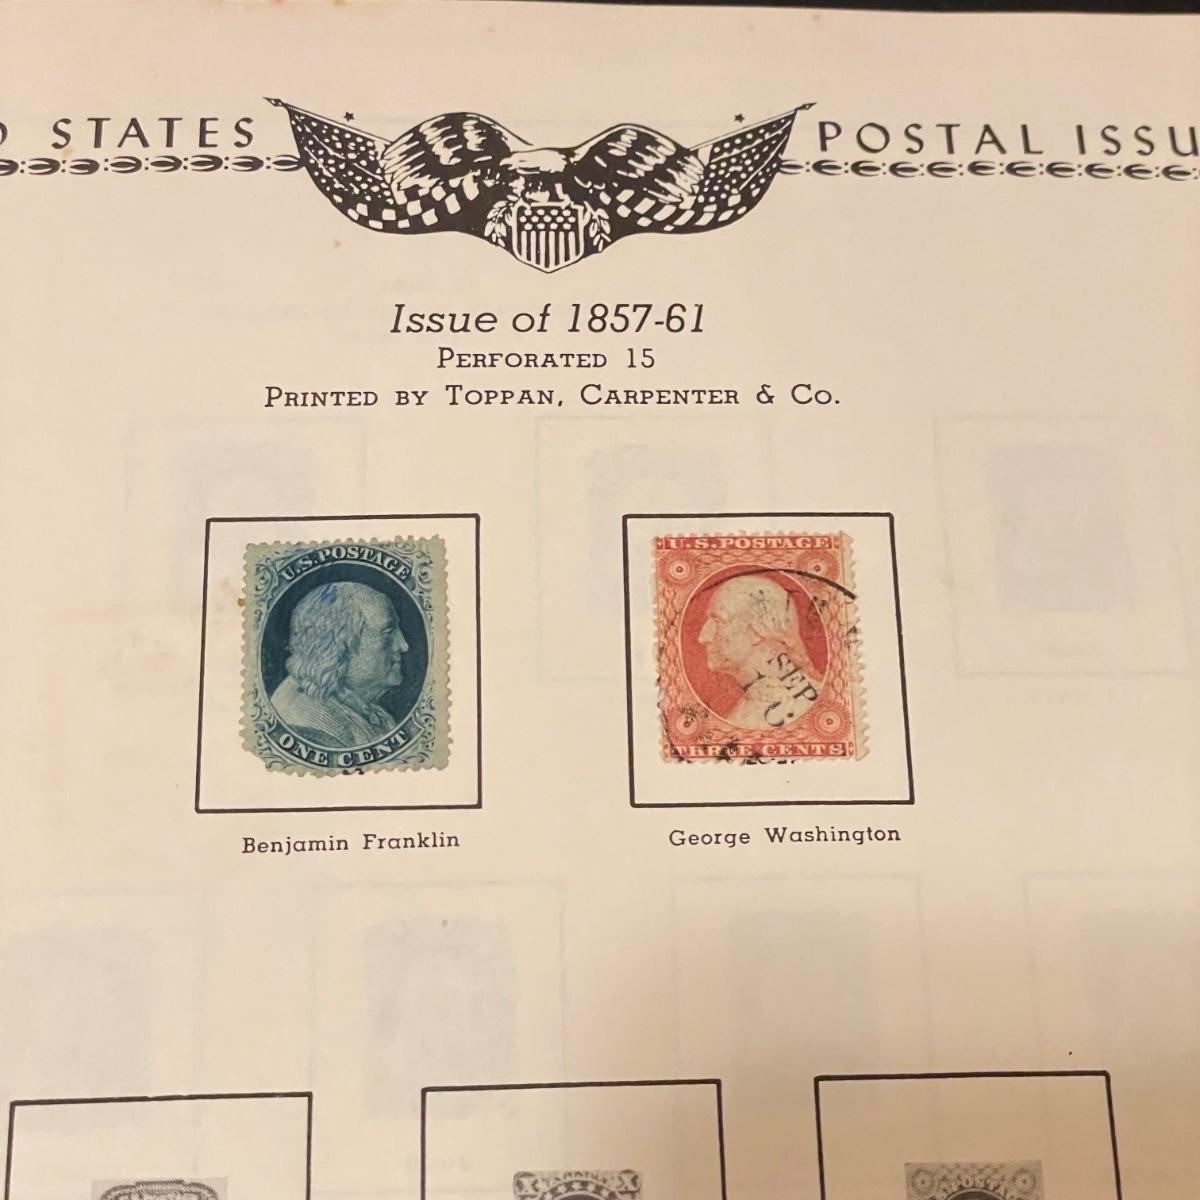 STATES POSTAL ISSU
Issue of 1857-61
PERFORATED 15
PRINTED BY TOPPAN, CARPENTER & CO.
U.S. POSTAGE
ONE CENT
U.S. POSTAGE
SEP
THREE CENTS
Benjamin Franklin
George Washington